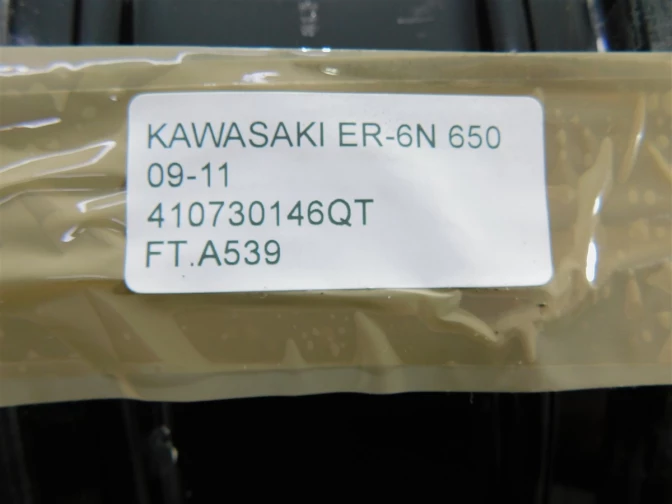 KAWASAKI ER-6N 650
09-11
410730146QT
FT.A539